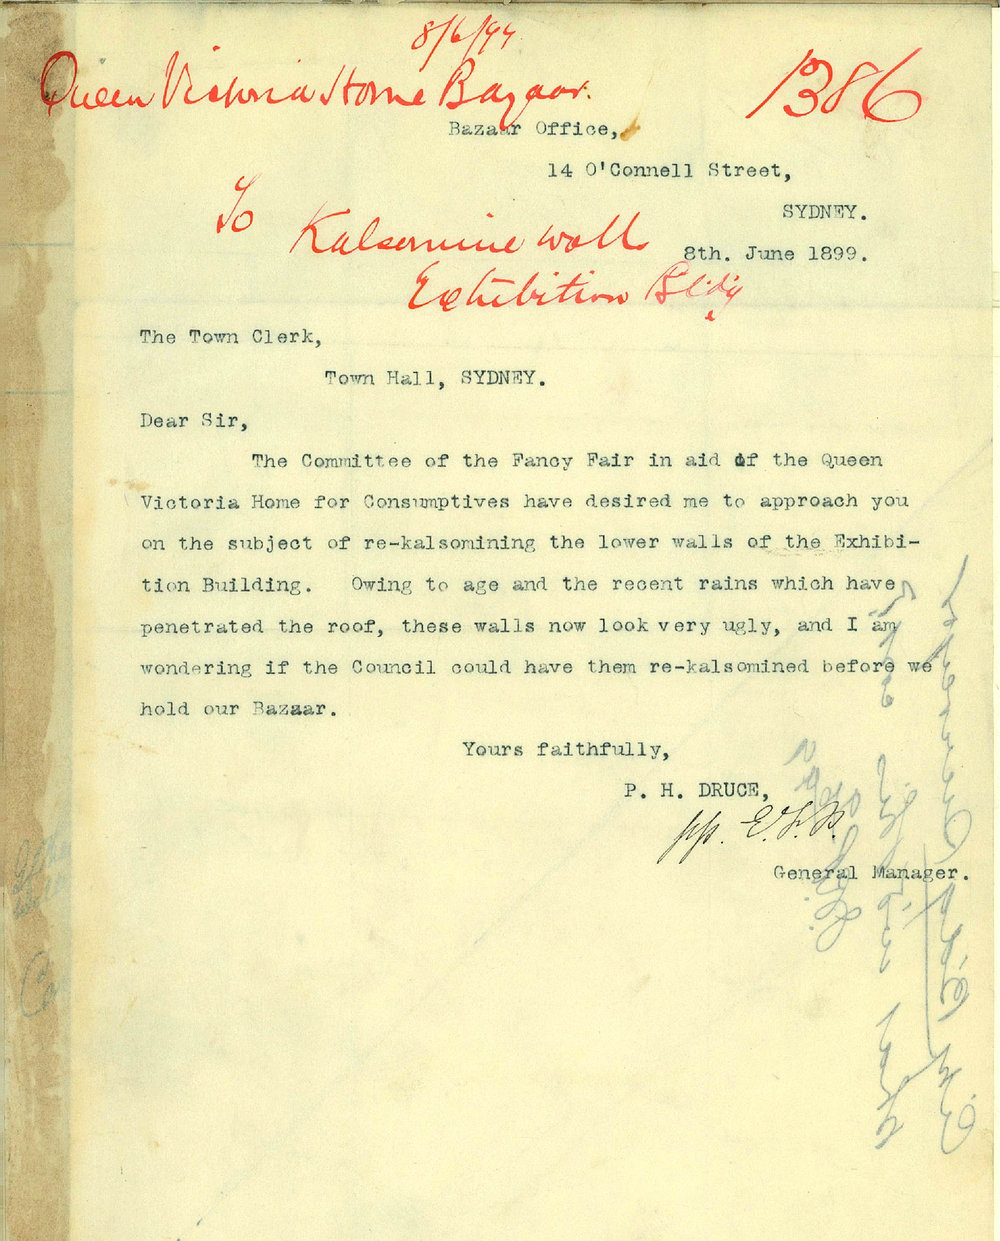 8/6/99
Queen Victoria Home Bazaar.
1386
Bazaar Office,
14 O'Connell Street,
SYDNEY.
To Kalsomine walls
8th. June 1899.
Exhibition Bldg
The Town Clerk,
Town Hall, SYDNEY.
Dear Sir,
The Committee of the Fancy Fair in aid of the Queen
Victoria Home for Consumptives have desired me to approach you
on the subject of re-kalsomining the lower walls of the Exhibi-
tion Building. Owing to age and the recent rains which have
penetrated the roof, these walls now look very ugly, and I am
wondering if the Council could have them re-kalsomined before we
hold our Bazaar.
Yours faithfully,
P. H. DRUCE,
pp.
General Manager.